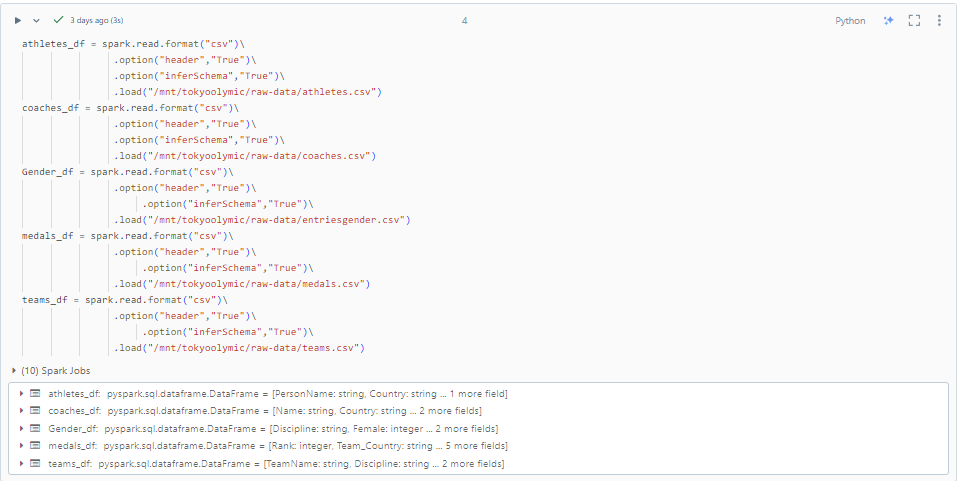 3 days ago (3s)
4
Python
athletes_df = spark.read.format("csv")\
.option("header","True")\
.option("inferSchema","True")\
.load("/mnt/tokyoolymic/raw-data/athletes.csv")
coaches_df = spark.read.format("csv")\
.option("header","True")\
.option("inferSchema","True")\
.load("/mnt/tokyoolymic/raw-data/coaches.csv")
Gender_df = spark.read.format("csv")\
.option("header","True")\
.option("inferSchema","True")\
.load("/mnt/tokyoolymic/raw-data/entriesgender.csv")
medals_df = spark.read.format("csv")\
.option("header","True")\
.option("inferSchema","True")\
.load("/mnt/tokyoolymic/raw-data/medals.csv")
teams_df = spark.read.format("csv")\
.option("header","True")\
.option("inferSchema","True")\
.load("/mnt/tokyoolymic/raw-data/teams.csv")
(10) Spark Jobs
athletes_df: pyspark.sql.dataframe.DataFrame = [PersonName: string, Country: string ... 1 more field]
coaches_df: pyspark.sql.dataframe.DataFrame = [Name: string, Country: string ... 2 more fields]
Gender_df: pyspark.sql.dataframe.DataFrame = [Discipline: string, Female: integer ... 2 more fields]
medals_df: pyspark.sql.dataframe.DataFrame = [Rank: integer, Team_Country: string ... 5 more fields]
teams_df: pyspark.sql.dataframe.DataFrame = [TeamName: string, Discipline: string ... 2 more fields]